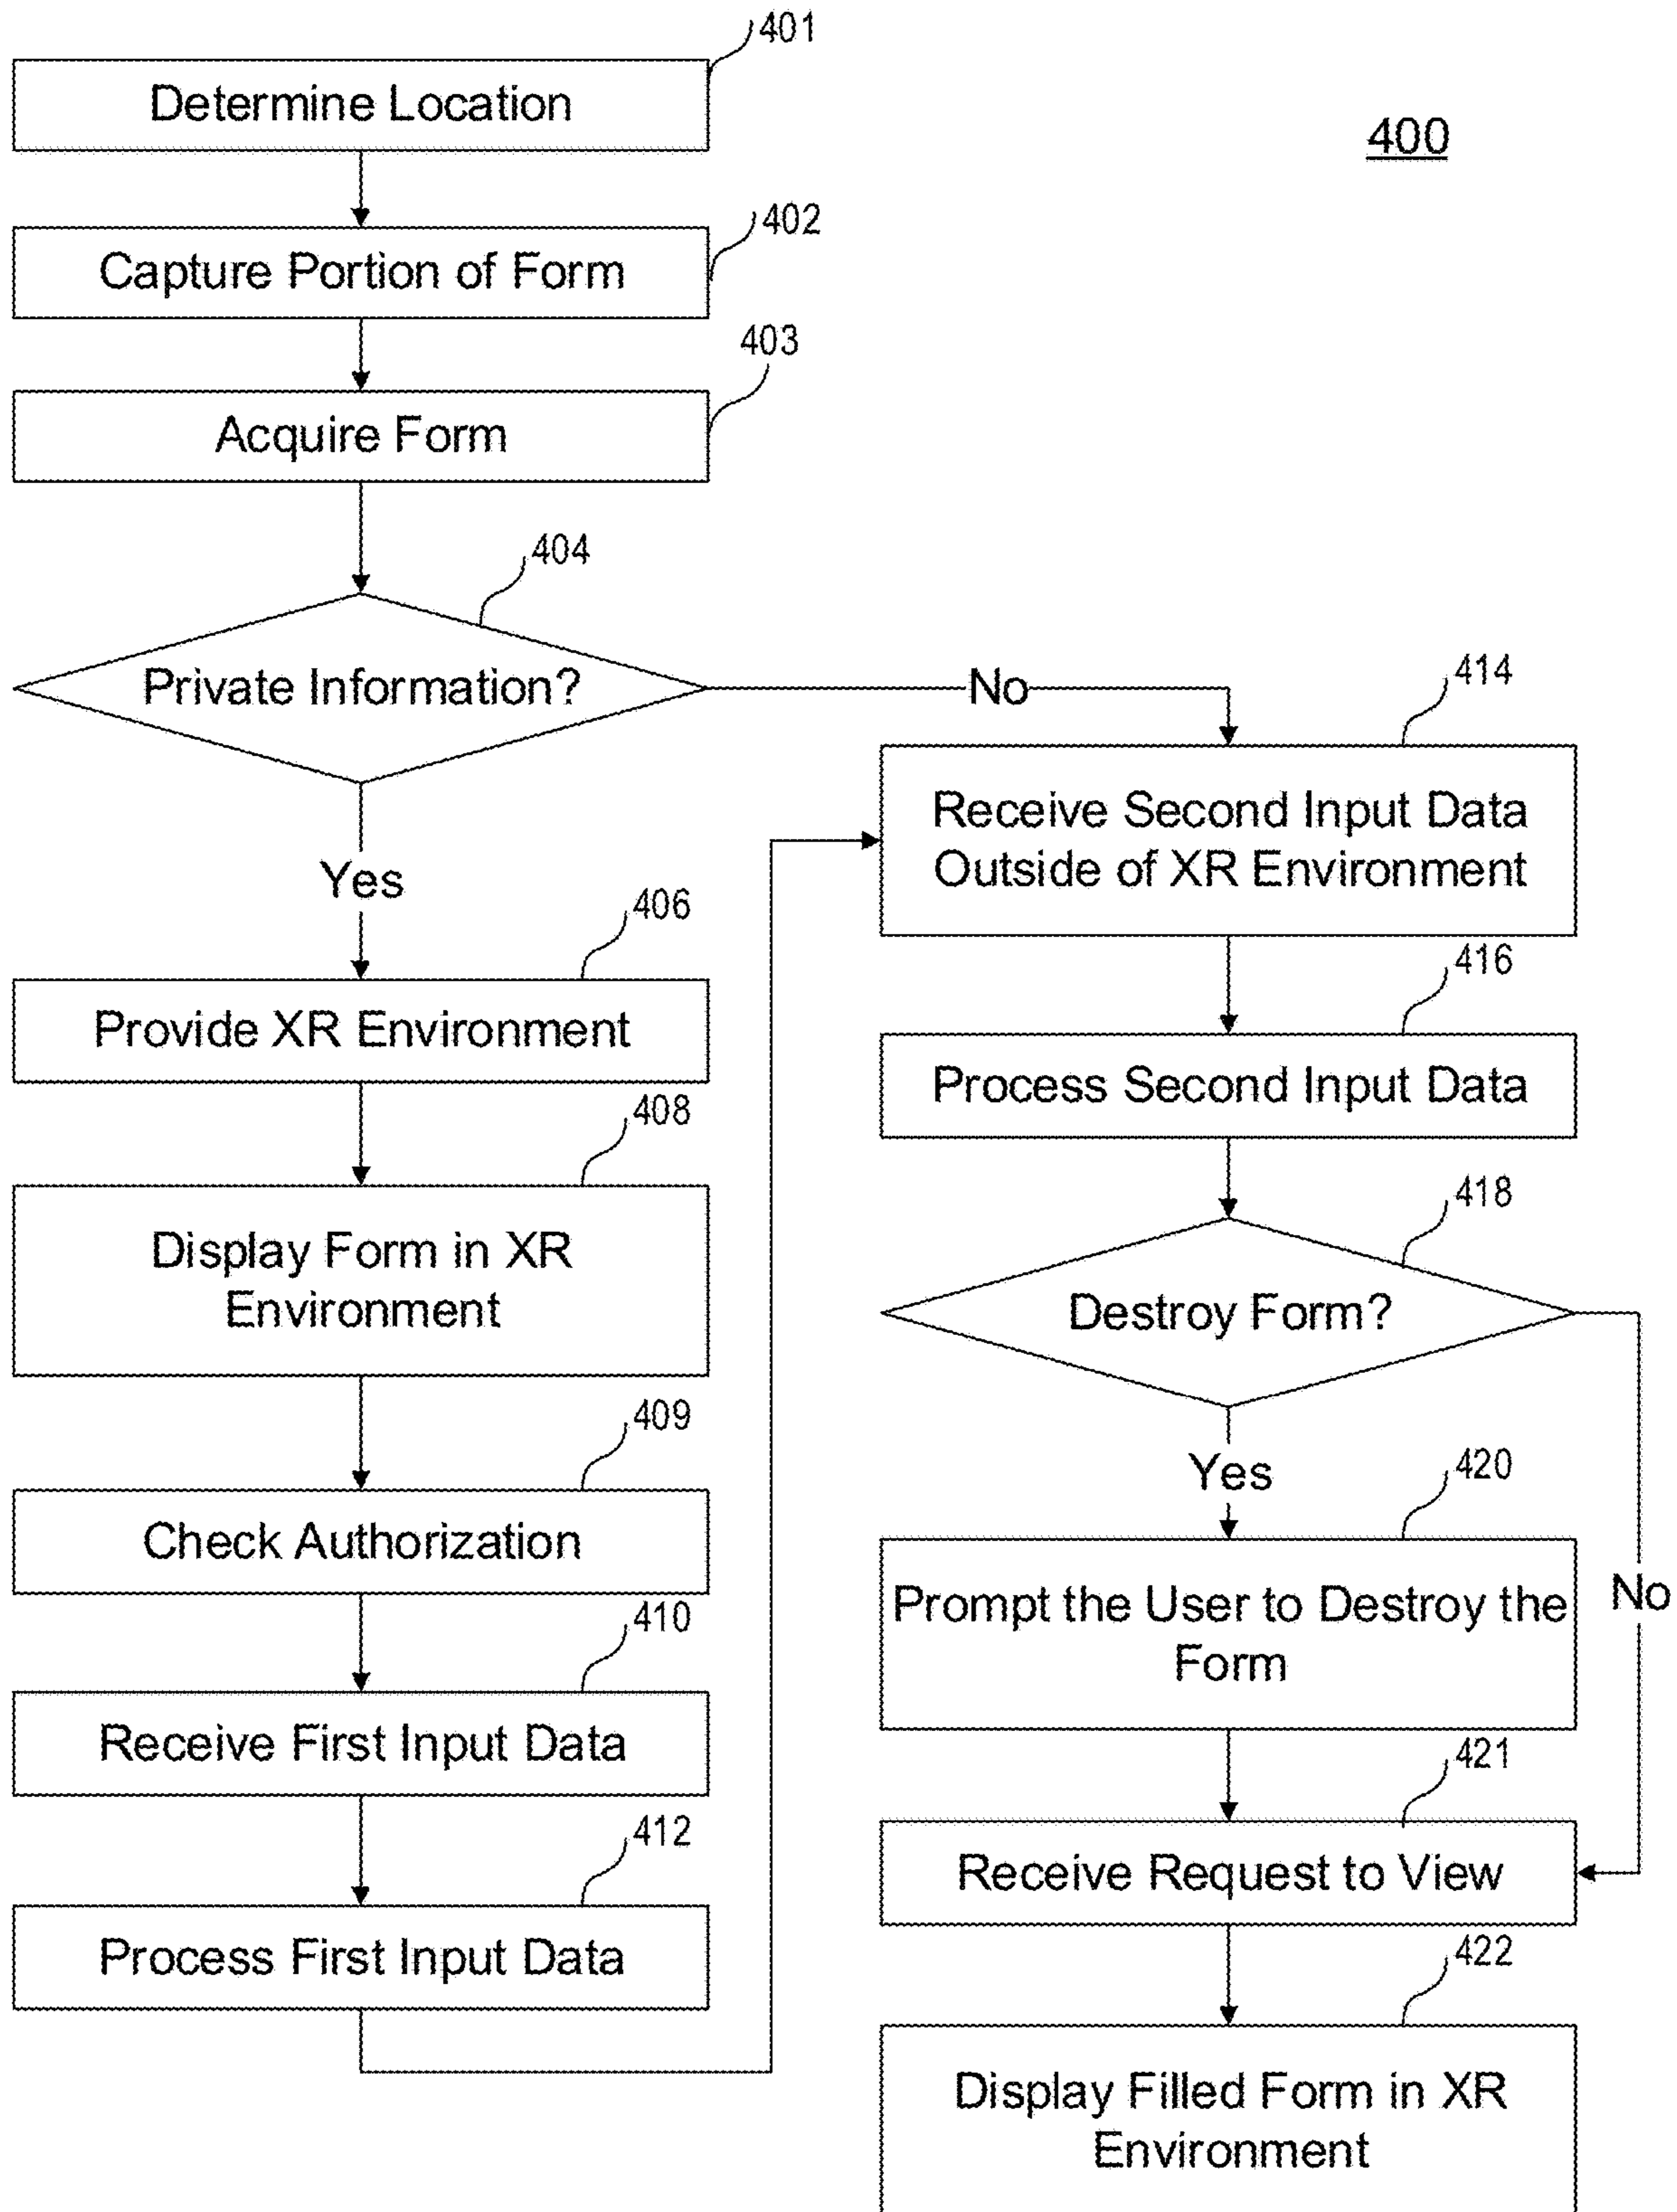 401
Determine Location
400
402
Capture Portion of Form
403
Acquire Form
404
Private Information?
No
Yes
406
Provide XR Environment
408
Display Form in XR
Environment
409
Check Authorization
410
Receive First Input Data
412
Process First Input Data
414
Receive Second Input Data
Outside of XR Environment
416
Process Second Input Data
418
Destroy Form?
Yes
No
420
Prompt the User to Destroy the
Form
421
Receive Request to View
422
Display Filled Form in XR
Environment